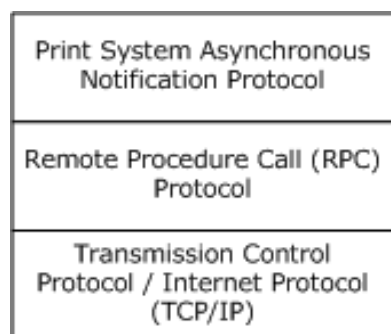 Print System Asynchronous
Notification Protocol
Remote Procedure Call (RPC)
Protocol
Transmission Control
Protocol / Internet Protocol
(TCP/IP)